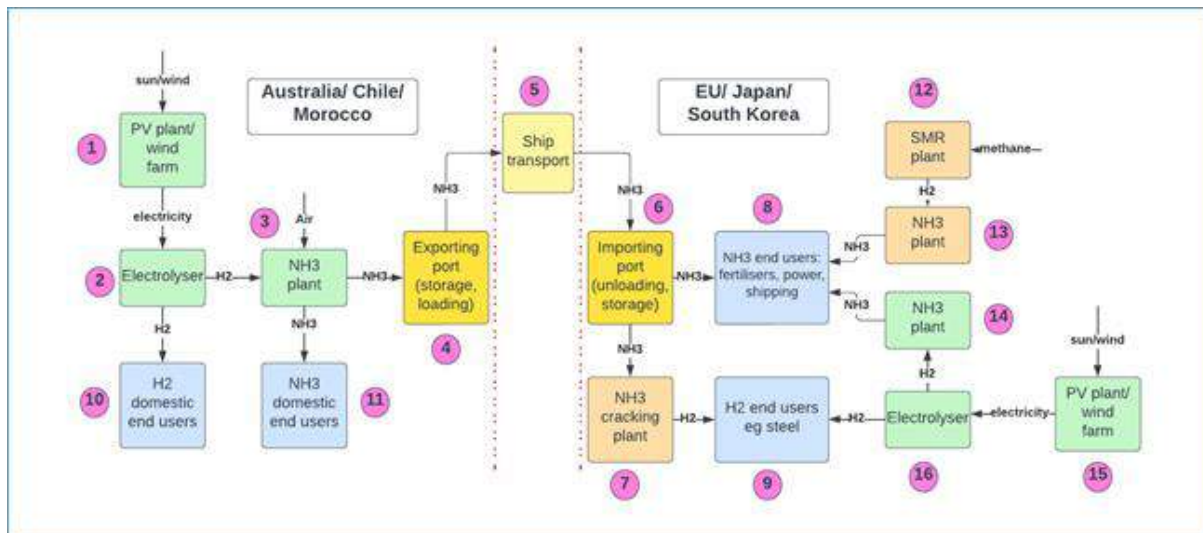 sun/wind
Australia/ Chile/
Morocco
5
EU/ Japan/
South Korea
12
1
PV plant/
wind
farm
Ship
transport
SMR
plant
methane
NH3
NH3
H2
electricity
3
Air
6
8
NH3
plant
13
NH3
2
Electrolyser
H2
NH3
plant
NH3
Exporting
port
(storage,
loading)
Importing
port
(unloading,
storage)
NH3
NH3 end users:
fertilisers, power,
shipping
NH3
NH3
plant
14
sun/wind
H2
NH3
4
NH3
H2
10
H2
domestic
end users
NH3
domestic
end users
11
NH3
cracking
plant
H2
H2 end users
eg steel
H2
Electrolyser
electricity
PV plant/
wind
farm
7
9
16
15